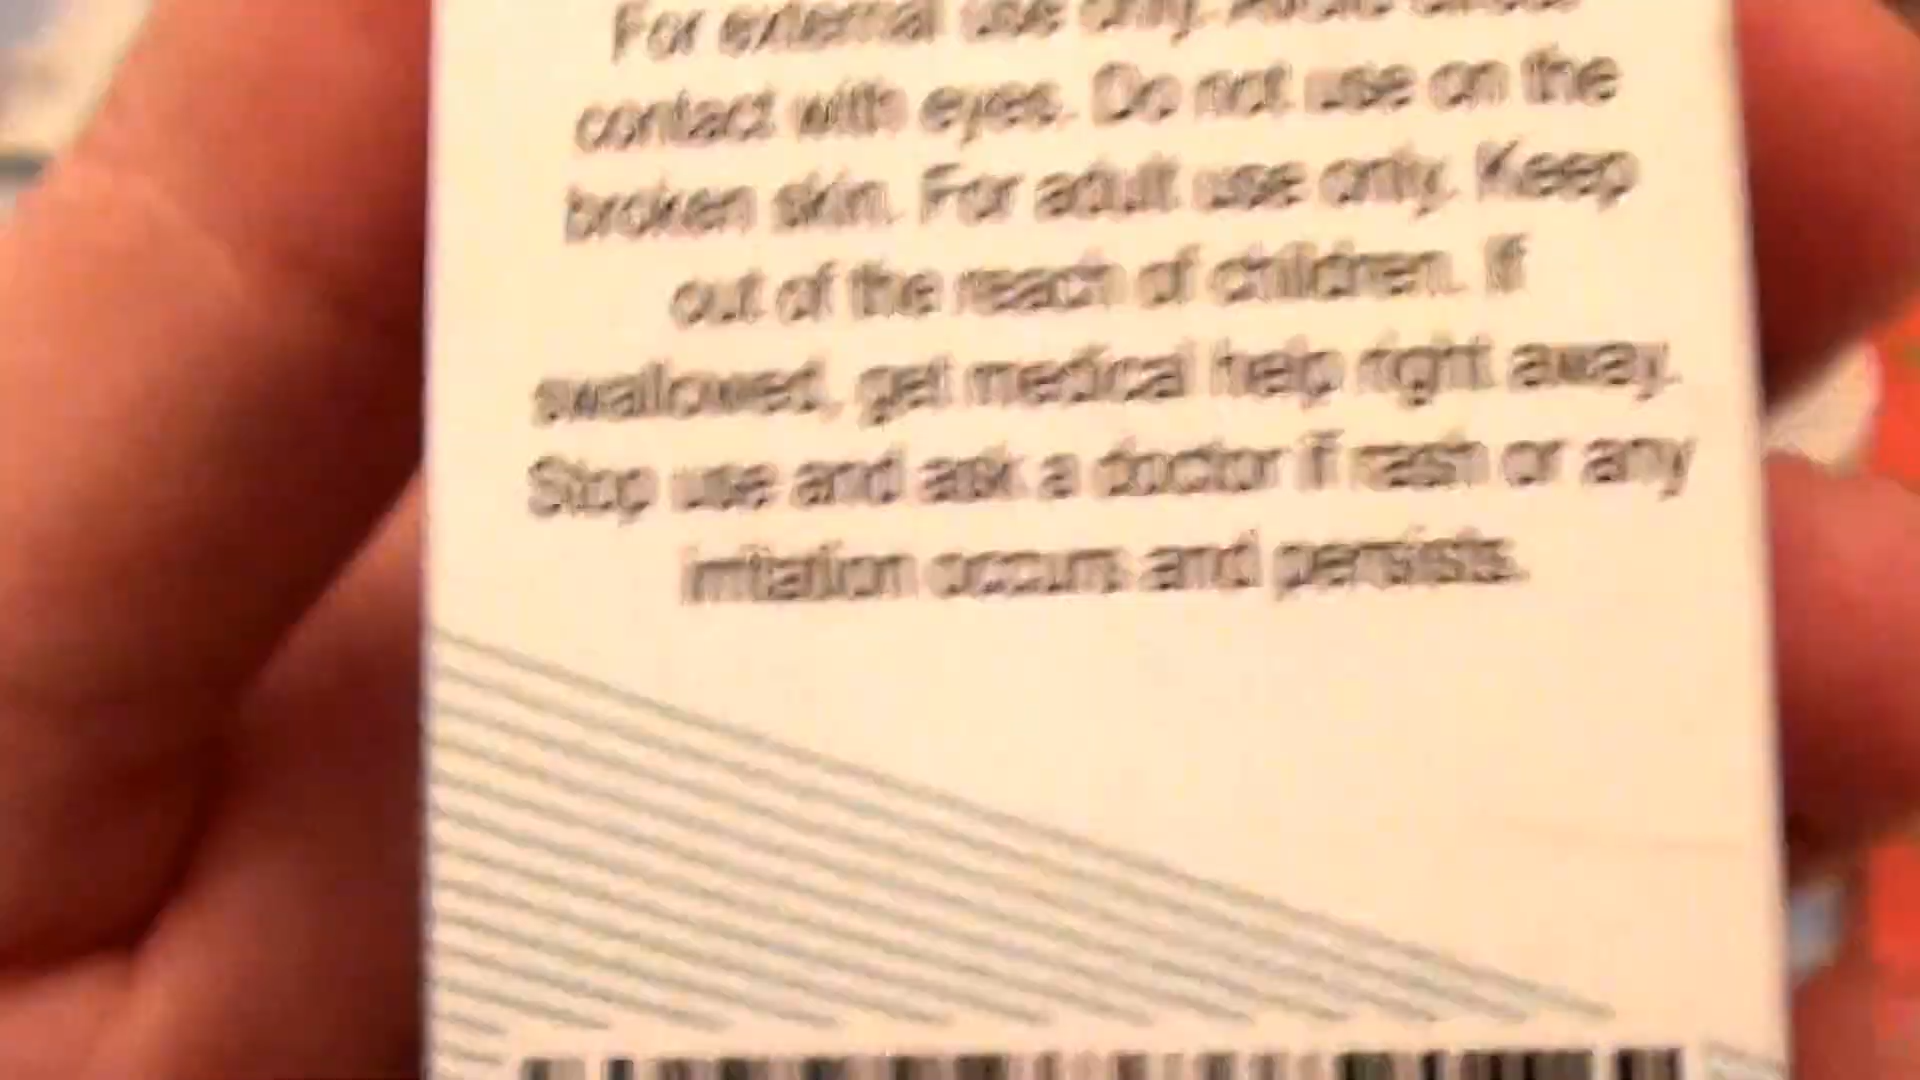 For external use only. Avoid direct
contact with eyes. Do not use on the
broken skin. For adult use only. Keep
out of the reach of children. If
swallowed, get medical help right away.
Stop use and ask a doctor if rash or any
irritation occurs and persists.